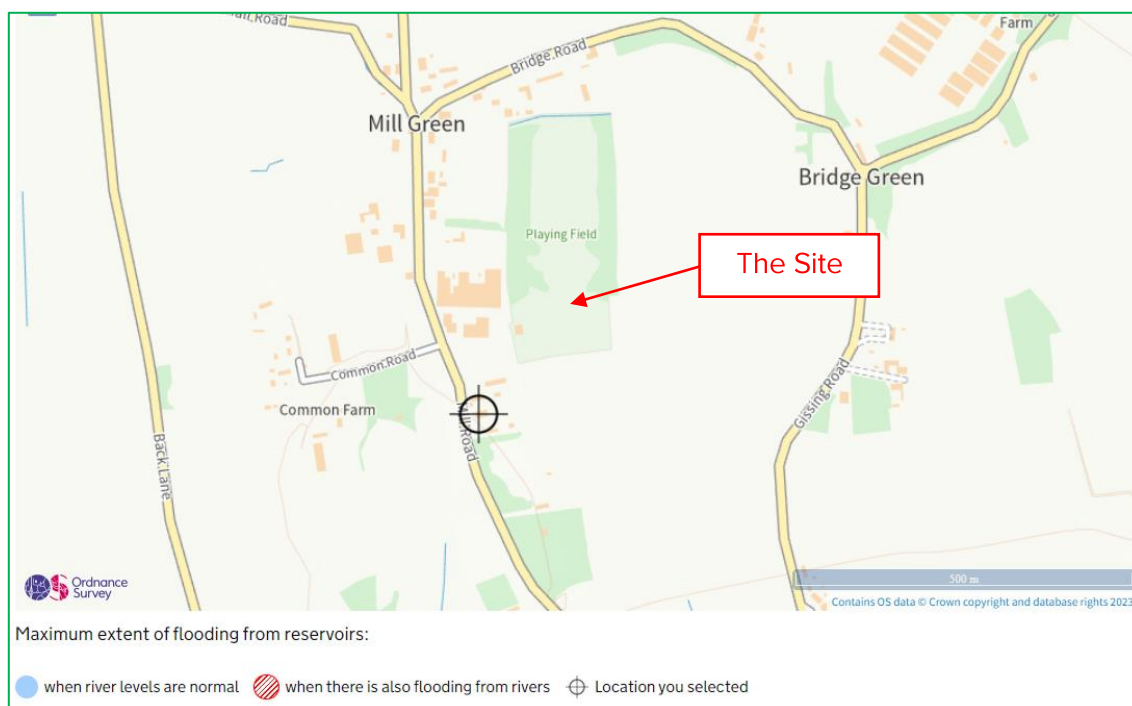 Road
Farm
Bridge Road
Mill Green
Bridge Green
Playing Field
The Site
Common Road
Common Farm
Mill Road
Gissing Road
Back Lane
Ordnance
Survey
500 m
Contains OS data © Crown copyright and database rights 2023
Maximum extent of flooding from reservoirs:
when river levels are normal when there is also flooding from rivers Location you selected